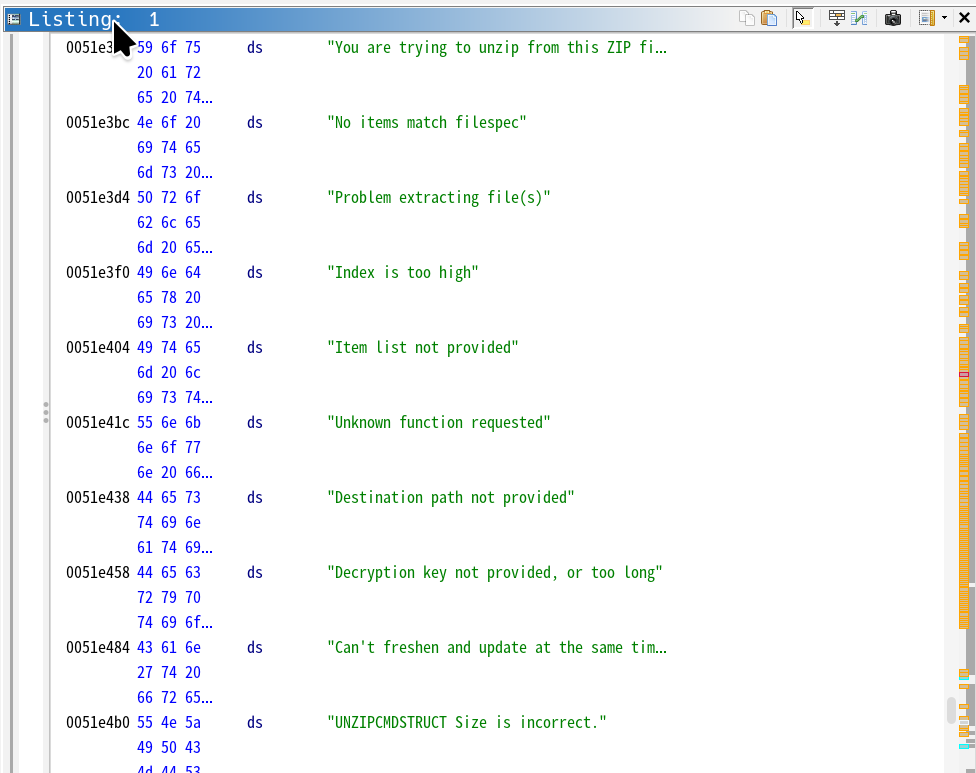 Listing: 1
59 6f 75 ds "You are trying to unzip from this ZIP fi...
20 61 72
65 20 74...
0051e3bc 4e 6f 20 ds "No items match filespec"
69 74 65
6d 73 20...
0051e3d4 50 72 6f ds "Problem extracting file(s)"
62 6c 65
6d 20 65...
0051e3f0 49 6e 64 ds "Index is too high"
65 78 20
69 73 20...
0051e404 49 74 65 ds "Item list not provided"
6d 20 6c
69 73 74...
0051e41c 55 6e 6b ds "Unknown function requested"
6e 6f 77
6e 20 66...
0051e438 44 65 73 ds "Destination path not provided"
74 69 6e
61 74 69...
0051e458 44 65 63 ds "Decryption key not provided, or too long"
72 79 70
74 69 6f...
0051e484 43 61 6e ds "Can't freshen and update at the same tim...
27 74 20
66 72 65...
0051e4b0 55 4e 5a ds "UNZIPCMDSTRUCT Size is incorrect."
49 50 43
4d 44 53